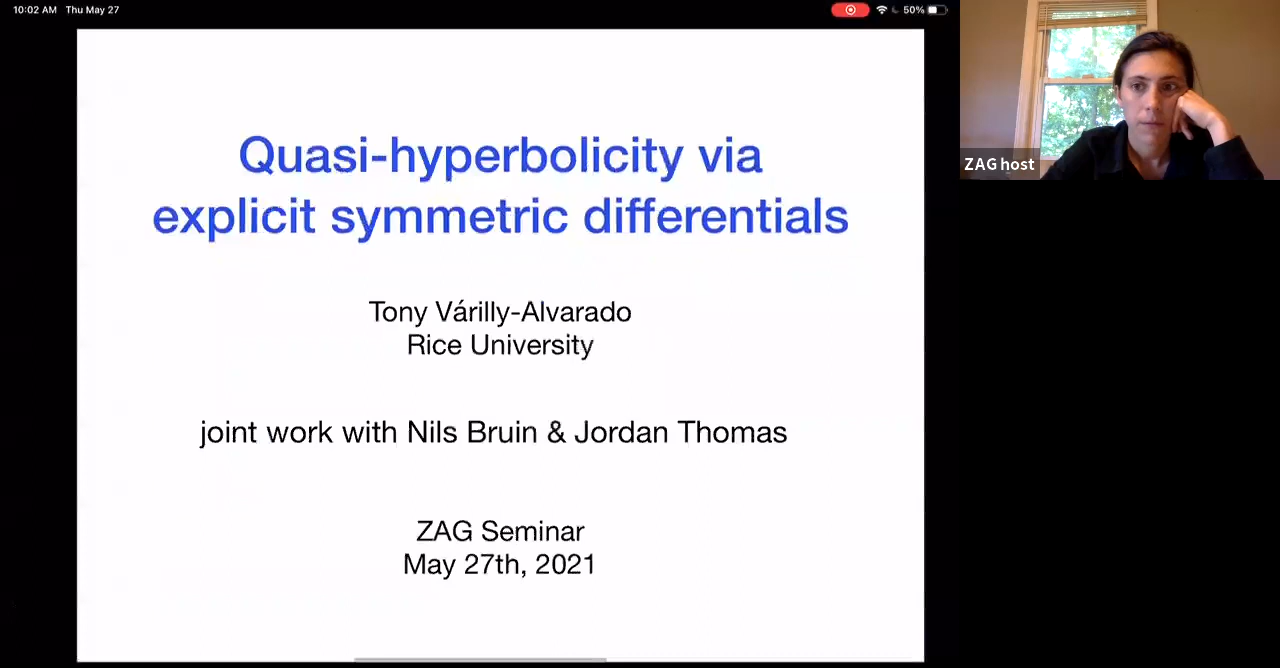 10:02 AM Thu May 27
50%
Quasi-hyperbolicity via
explicit symmetric differentials
Tony Várilly-Alvarado
Rice University
joint work with Nils Bruin & Jordan Thomas
ZAG Seminar
May 27th, 2021
ZAG host